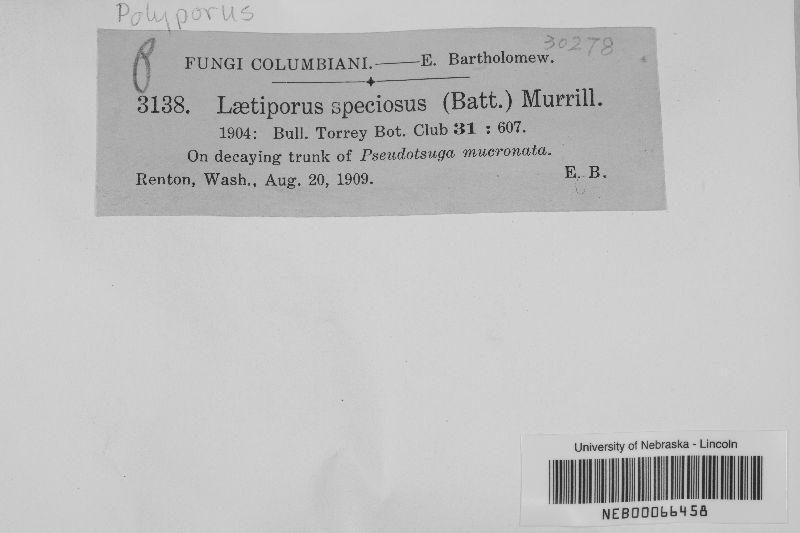 Polyporus
30278
FUNGI COLUMBIANI.—E. Bartholomew.
3138. Lætiporus speciosus (Batt.) Murrill.
1904: Bull. Torrey Bot. Club 31 : 607.
On decaying trunk of Pseudotsuga mucronata.
Renton, Wash., Aug. 20, 1909. E. B.
University of Nebraska - Lincoln
NEB00066458